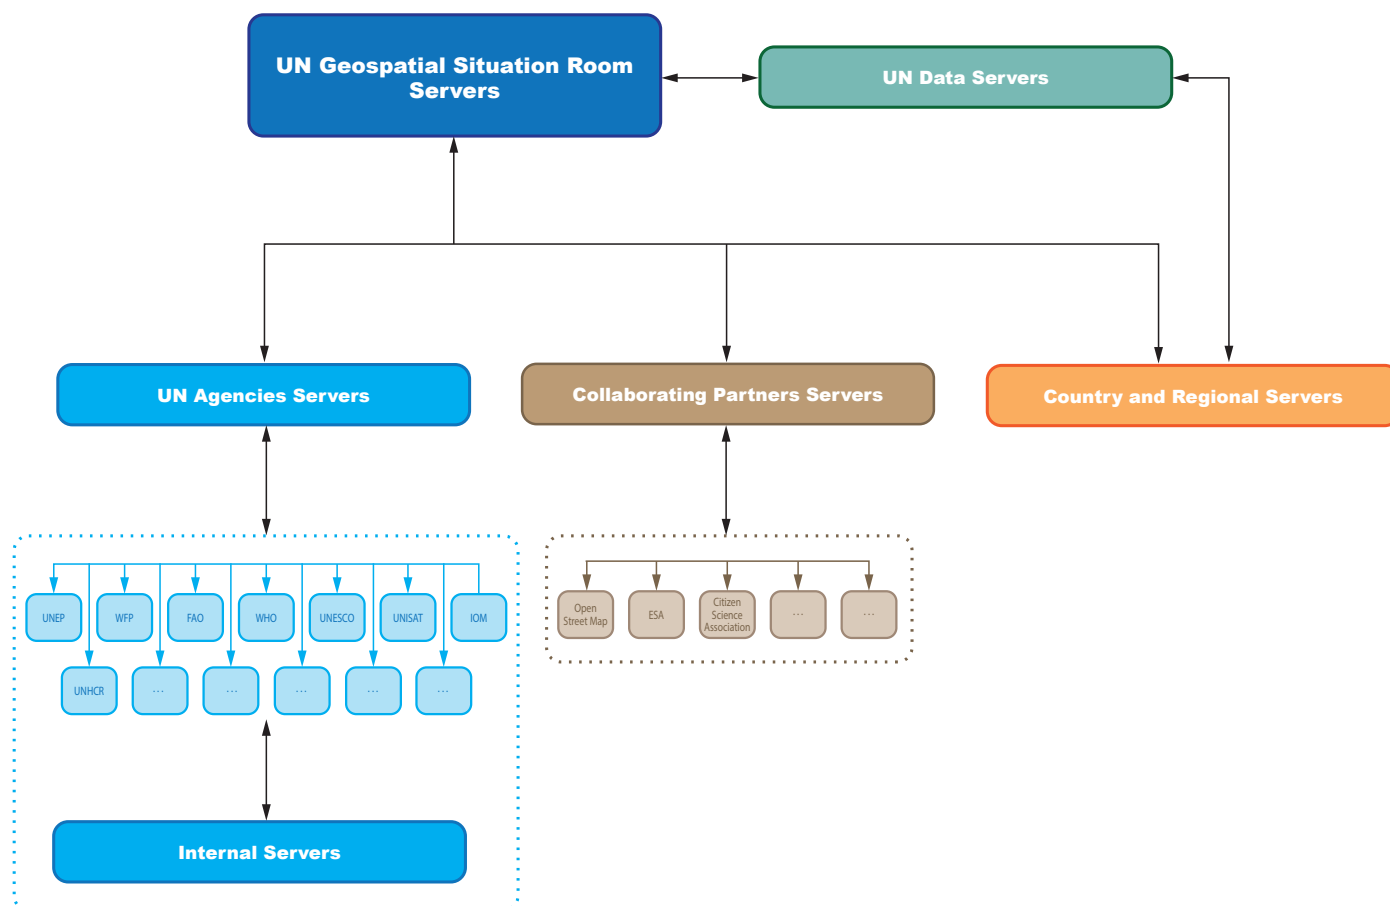 UN Geospatial Situation Room
Servers
UN Data Servers
UN Agencies Servers
Collaborating Partners Servers
Country and Regional Servers
UNEP
WFP
FAO
WHO
UNESCO
UNISAT
IOM
UNHCR
...
...
...
...
...
Open
Street Map
ESA
Citizen
Science
Association
...
...
Internal Servers